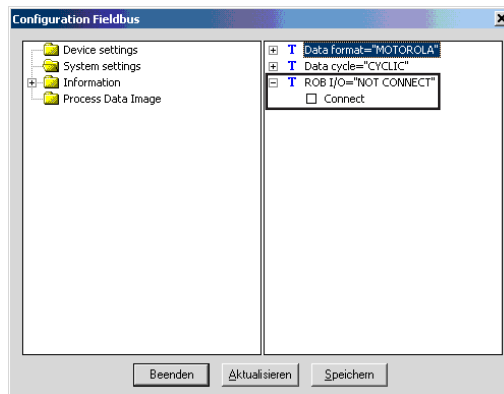 Configuration Fieldbus
Device settings
System settings
Information
Process Data Image
T Data format="MOTOROLA"
T Data cycle="CYCLIC"
T ROB I/O="NOT CONNECT"
Connect
Beenden
Aktualisieren
Speichern